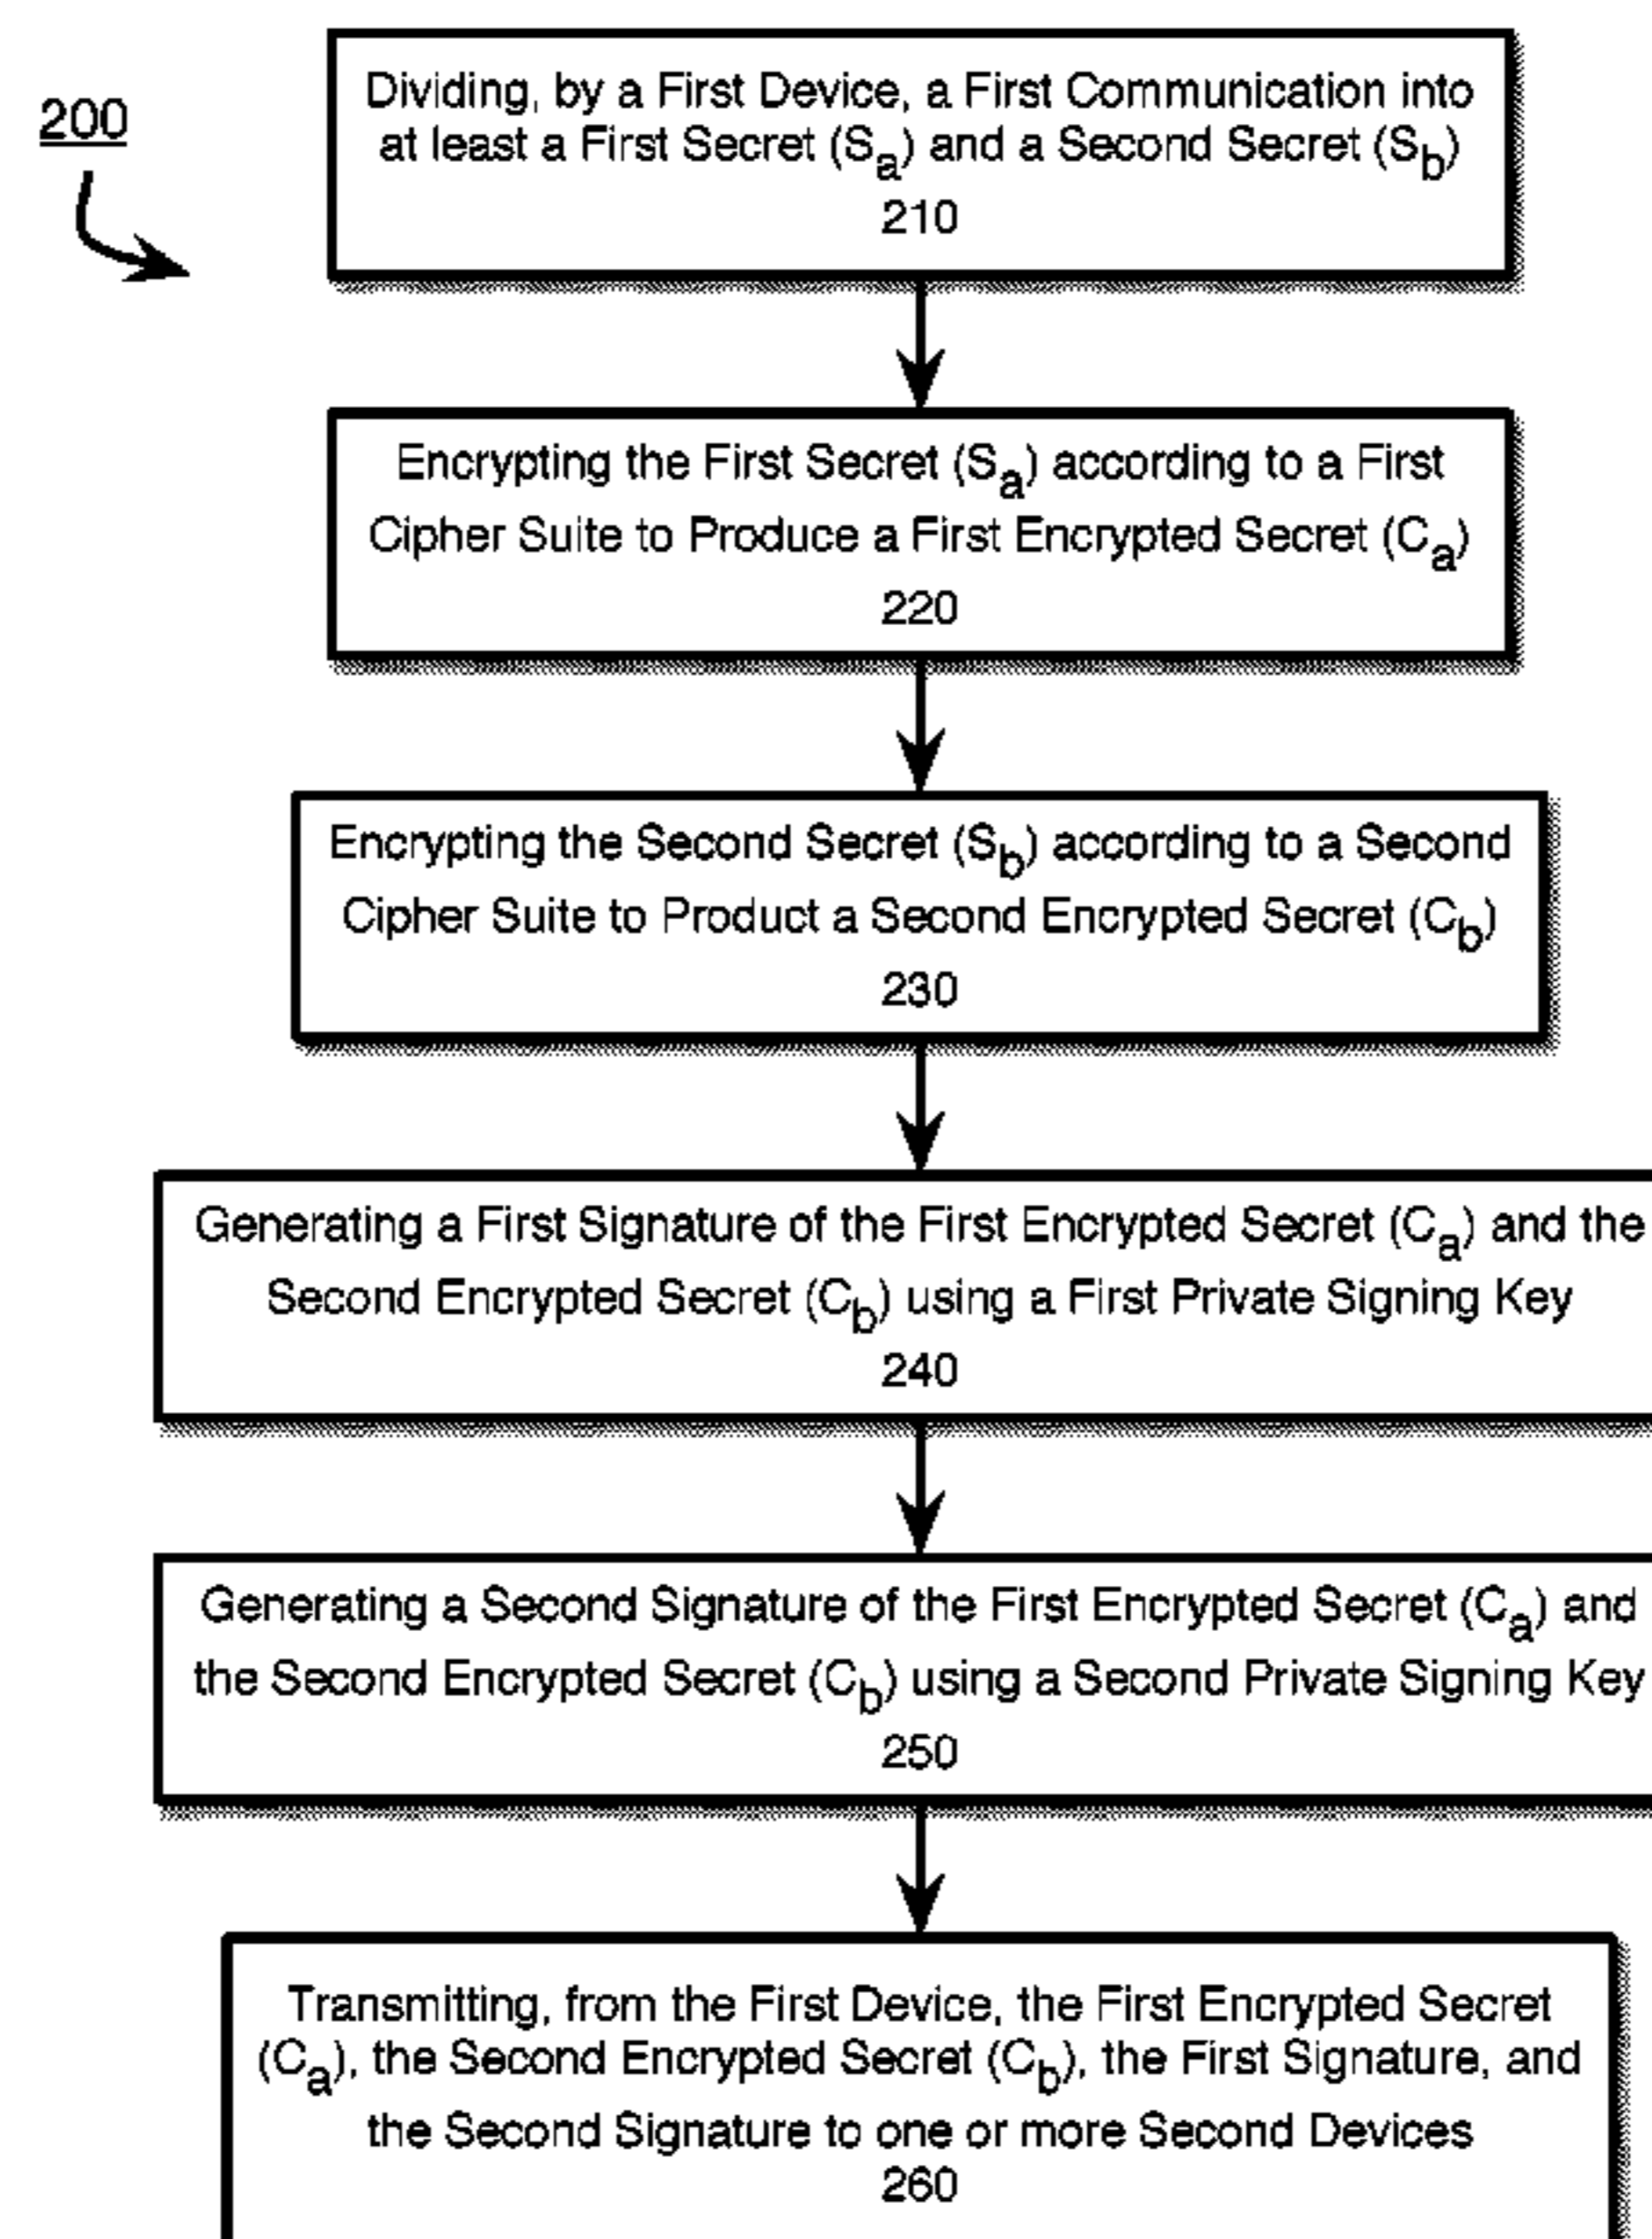 200
Dividing, by a First Device, a First Communication into
at least a First Secret (Sa) and a Second Secret (Sb)
210
Encrypting the First Secret (Sa) according to a First
Cipher Suite to Produce a First Encrypted Secret (Ca)
220
Encrypting the Second Secret (Sb) according to a Second
Cipher Suite to Product a Second Encrypted Secret (Cb)
230
Generating a First Signature of the First Encrypted Secret (Ca) and the
Second Encrypted Secret (Cb) using a First Private Signing Key
240
Generating a Second Signature of the First Encrypted Secret (Ca) and
the Second Encrypted Secret (Cb) using a Second Private Signing Key
250
Transmitting, from the First Device, the First Encrypted Secret
(Ca), the Second Encrypted Secret (Cb), the First Signature, and
the Second Signature to one or more Second Devices
260